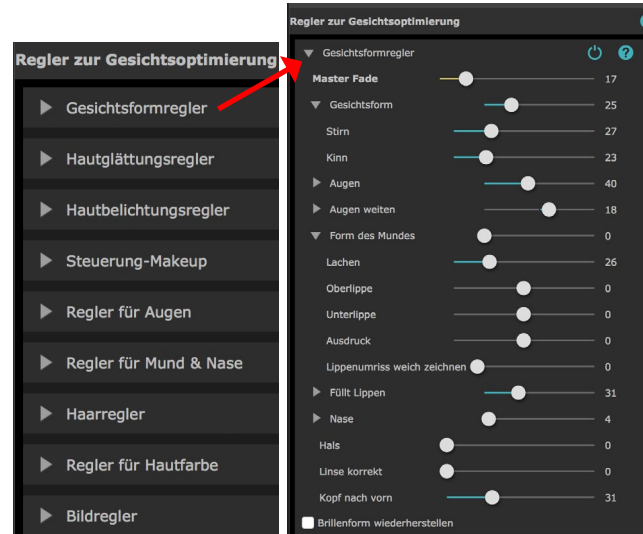 Regler zur Gesichtsoptimierung
Gesichtsformregler
Hautglättungsregler
Hautbelichtungsregler
Steuerung-Makeup
Regler für Augen
Regler für Mund & Nase
Haarregler
Regler für Hautfarbe
Bildregler
Regler zur Gesichtsoptimierung
Gesichtsformregler ?
Master Fade 17
Gesichtsform 25
Stirn 27
Kinn 23
Augen 40
Augen weiten 18
Form des Mundes 0
Lachen 26
Oberlippe 0
Unterlippe 0
Ausdruck 0
Lippenumriss weich zeichnen 0
Füllt Lippen 31
Nase 4
Hals 0
Linse korrekt 0
Kopf nach vorn 31
Brillenform wiederherstellen